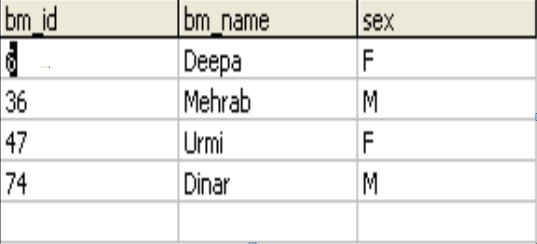 bm_id bm_name sex
6 Deepa F
36 Mehrab M
47 Urmi F
74 Dinar M